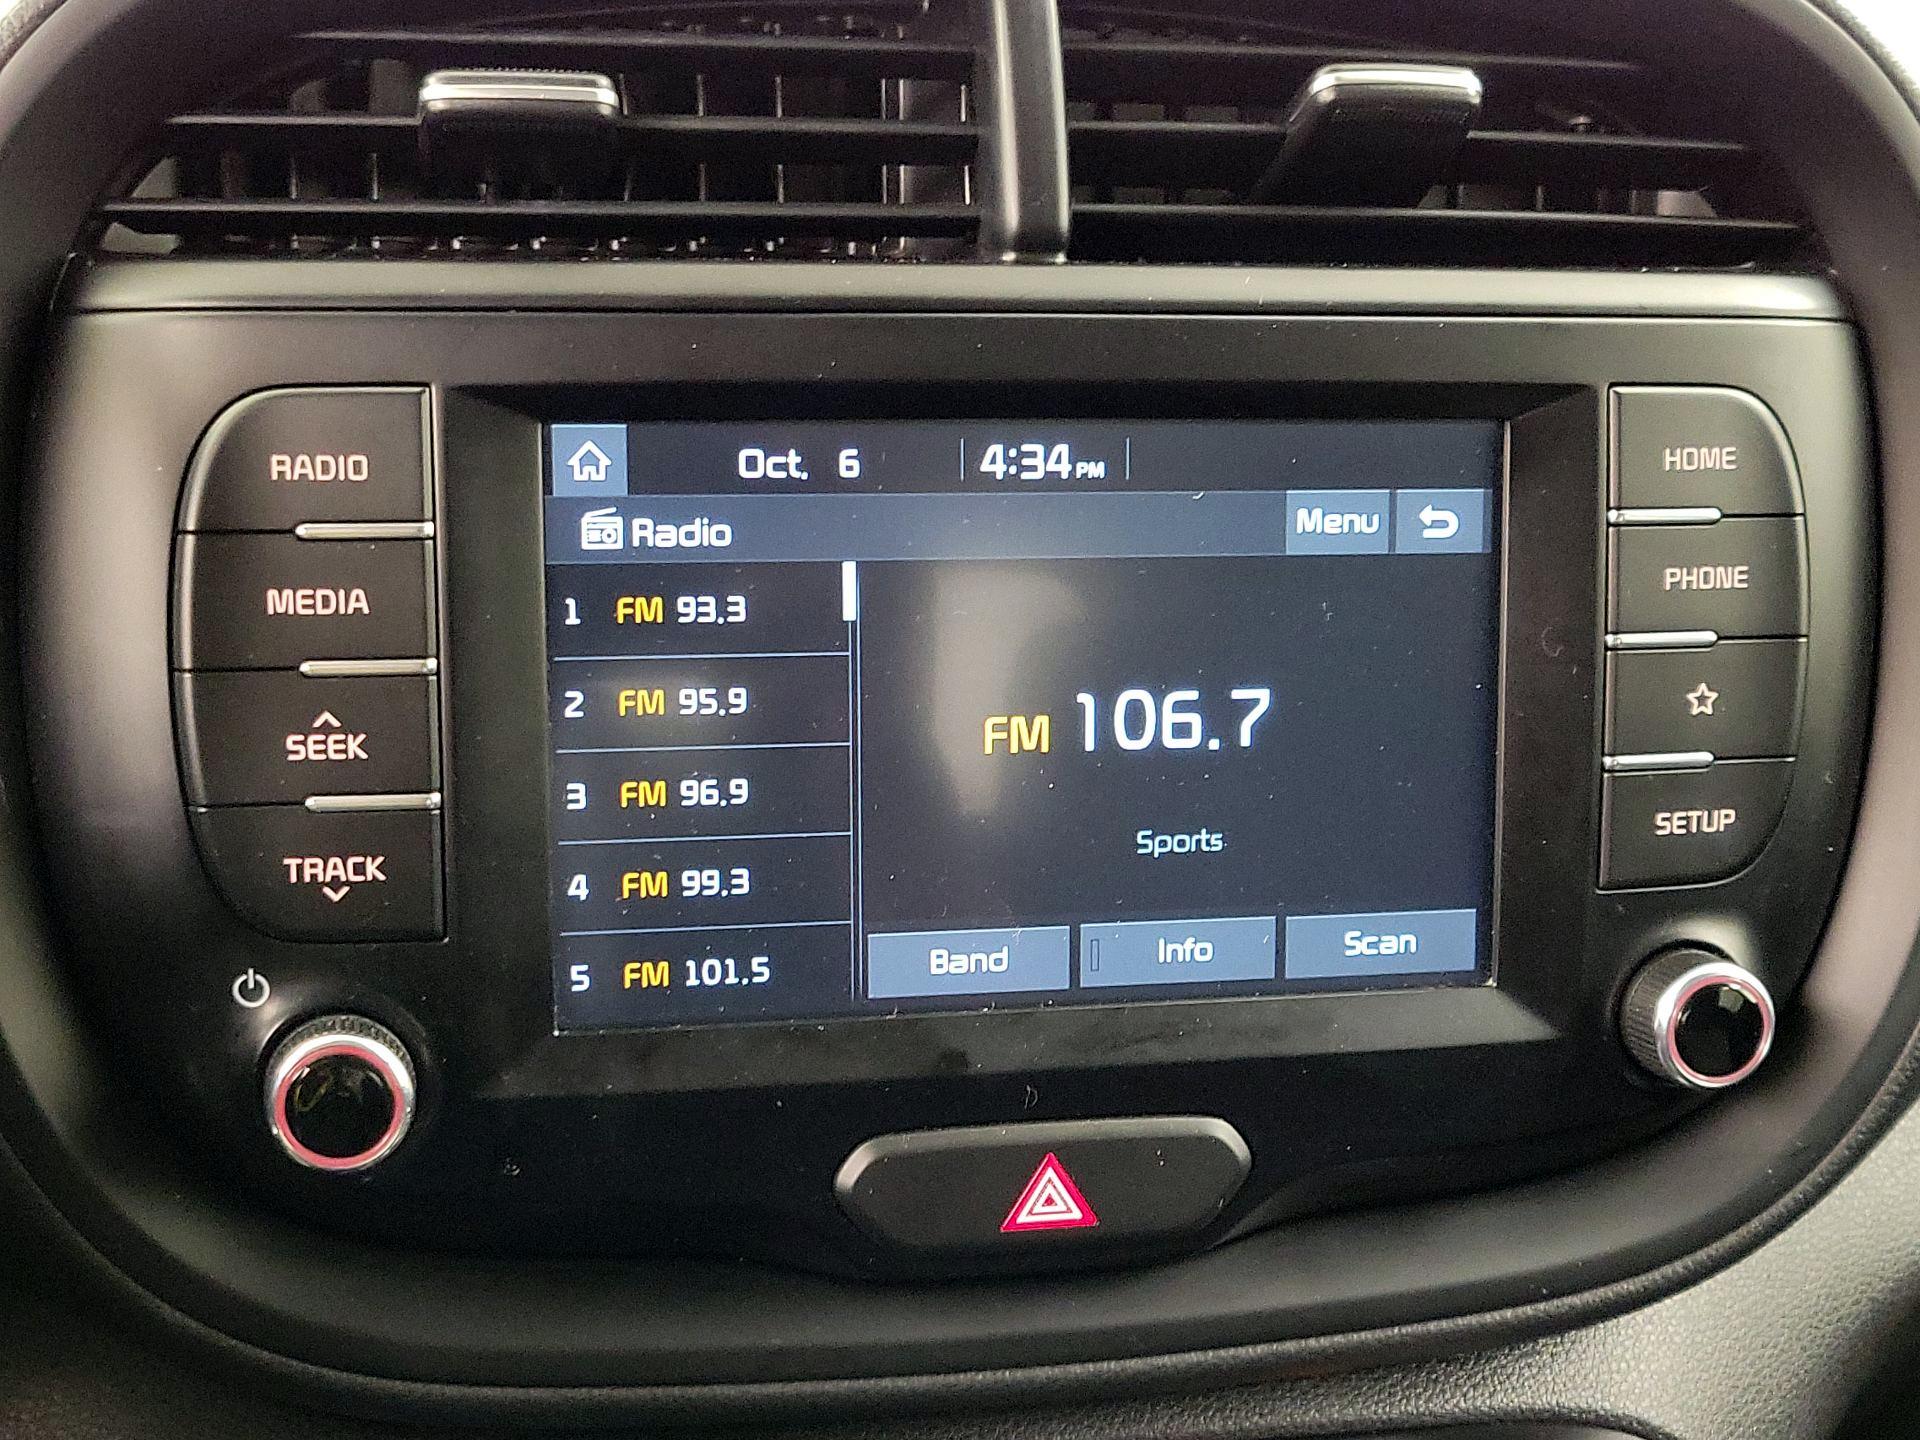 Oct. 6 4:34 PM
Radio Menu
1 FM 93.3
2 FM 95.9
3 FM 96.9
4 FM 99.3
5 FM 101.5
FM 106.7
Sports
Band Info Scan
RADIO
MEDIA
SEEK
TRACK
HOME
PHONE
SETUP